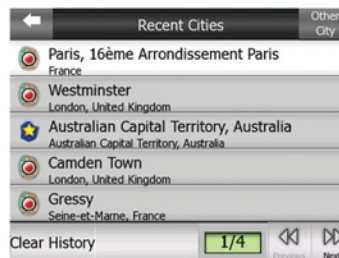 Recent Cities
Other
City
Paris, 16ème Arrondissement Paris
France
Westminster
London, United Kingdom
Australian Capital Territory, Australia
Australian Capital Territory, Australia
Camden Town
London, United Kingdom
Gressy
Seine-et-Marne, France
Clear History
1/4
Previous
Next